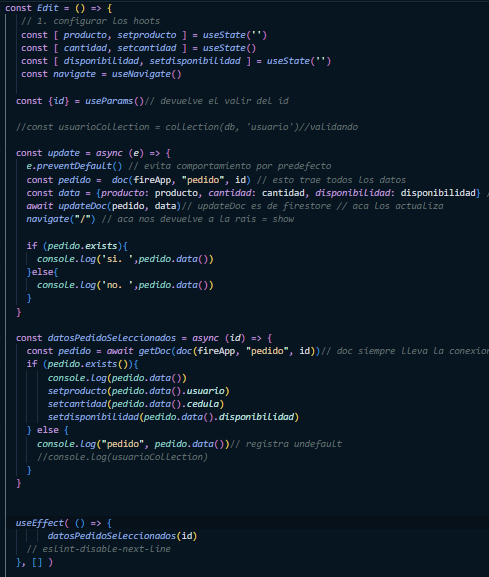 const Edit = () => {
// 1. configurar los hoots
const [ producto, setproducto ] = useState('')
const [ cantidad, setcantidad ] = useState()
const [ disponibilidad, setdisponibilidad ] = useState('')
const navigate = useNavigate()
const {id} = useParams()// devuelve el valir del id
//const usuarioCollection = collection(db, 'usuario')//validando
const update = async (e) => {
e.preventDefault() // evita comportamiento por predefecto
const pedido = doc(fireApp, "pedido", id) // esto trae todos los datos
const data = {producto: producto, cantidad: cantidad, disponibilidad: disponibilidad} /
await updateDoc(pedido, data)// updateDoc es de firestore // aca los actualiza
navigate("/") // aca nos devuelve a la rais = show
if (pedido.exists){
console.log('si. ',pedido.data())
}else{
console.log('no. ',pedido.data())
}
}
const datosPedidoSeleccionados = async (id) => {
const pedido = await getDoc(doc(fireApp, "pedido", id))// doc siempre lleva la conexion
if (pedido.exists()){
console.log(pedido.data())
setproducto(pedido.data().usuario)
setcantidad(pedido.data().cedula)
setdisponibilidad(pedido.data().disponibilidad)
} else {
console.log("pedido", pedido.data())// registra undefault
//console.log(usuarioCollection)
}
}
useEffect( () => {
datosPedidoSeleccionados(id)
// eslint-disable-next-line
}, [] )